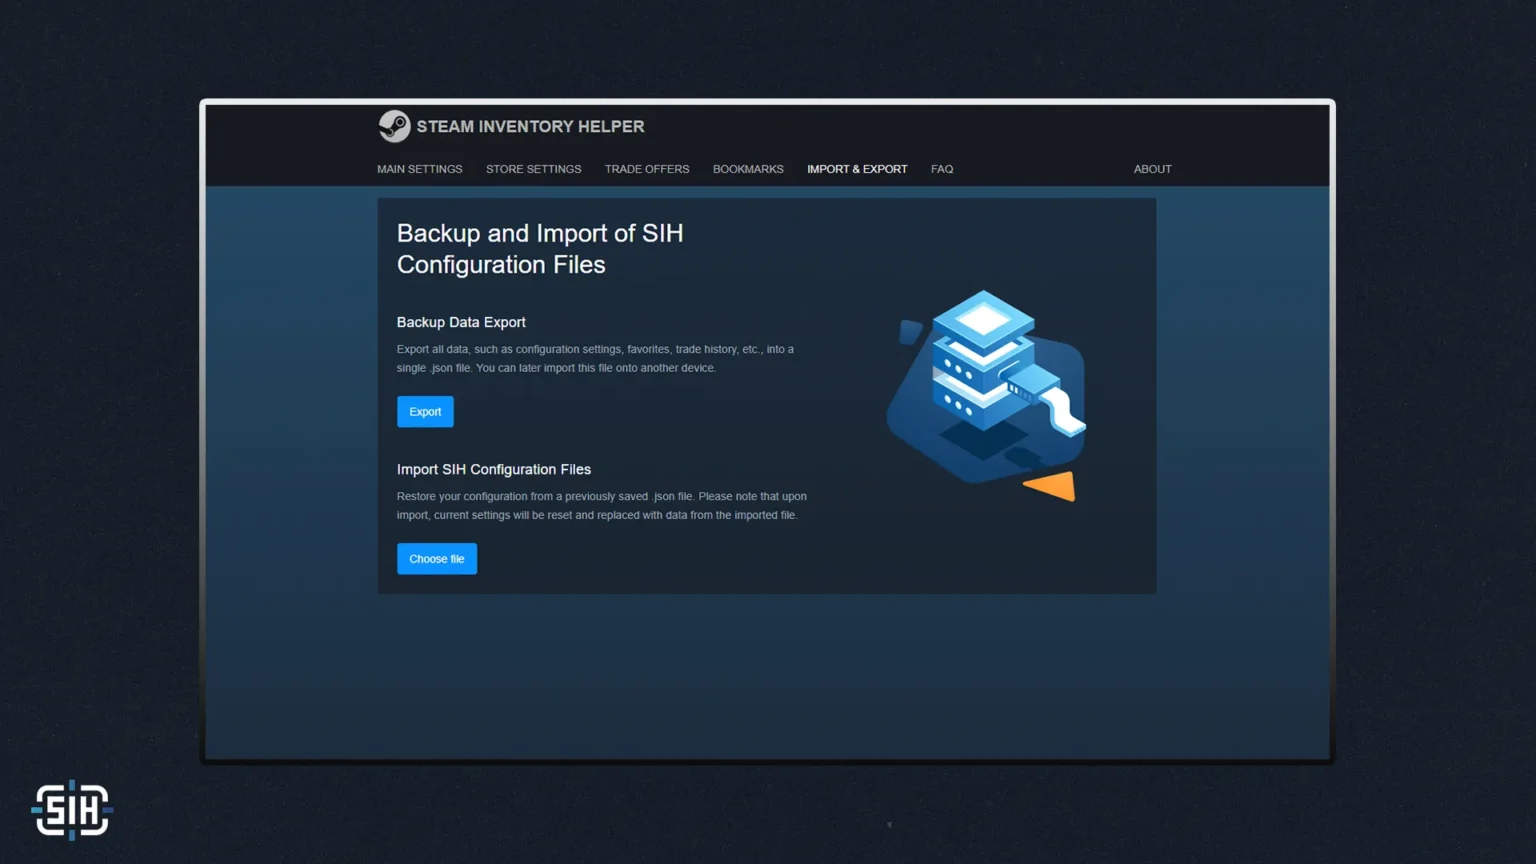 STEAM INVENTORY HELPER
MAIN SETTINGS STORE SETTINGS TRADE OFFERS BOOKMARKS IMPORT & EXPORT FAQ ABOUT
Backup and Import of SIH
Configuration Files
Backup Data Export
Export all data, such as configuration settings, favorites, trade history, etc., into a
single .json file. You can later import this file onto another device.
Export
Import SIH Configuration Files
Restore your configuration from a previously saved .json file. Please note that upon
import, current settings will be reset and replaced with data from the imported file.
Choose file
SIH